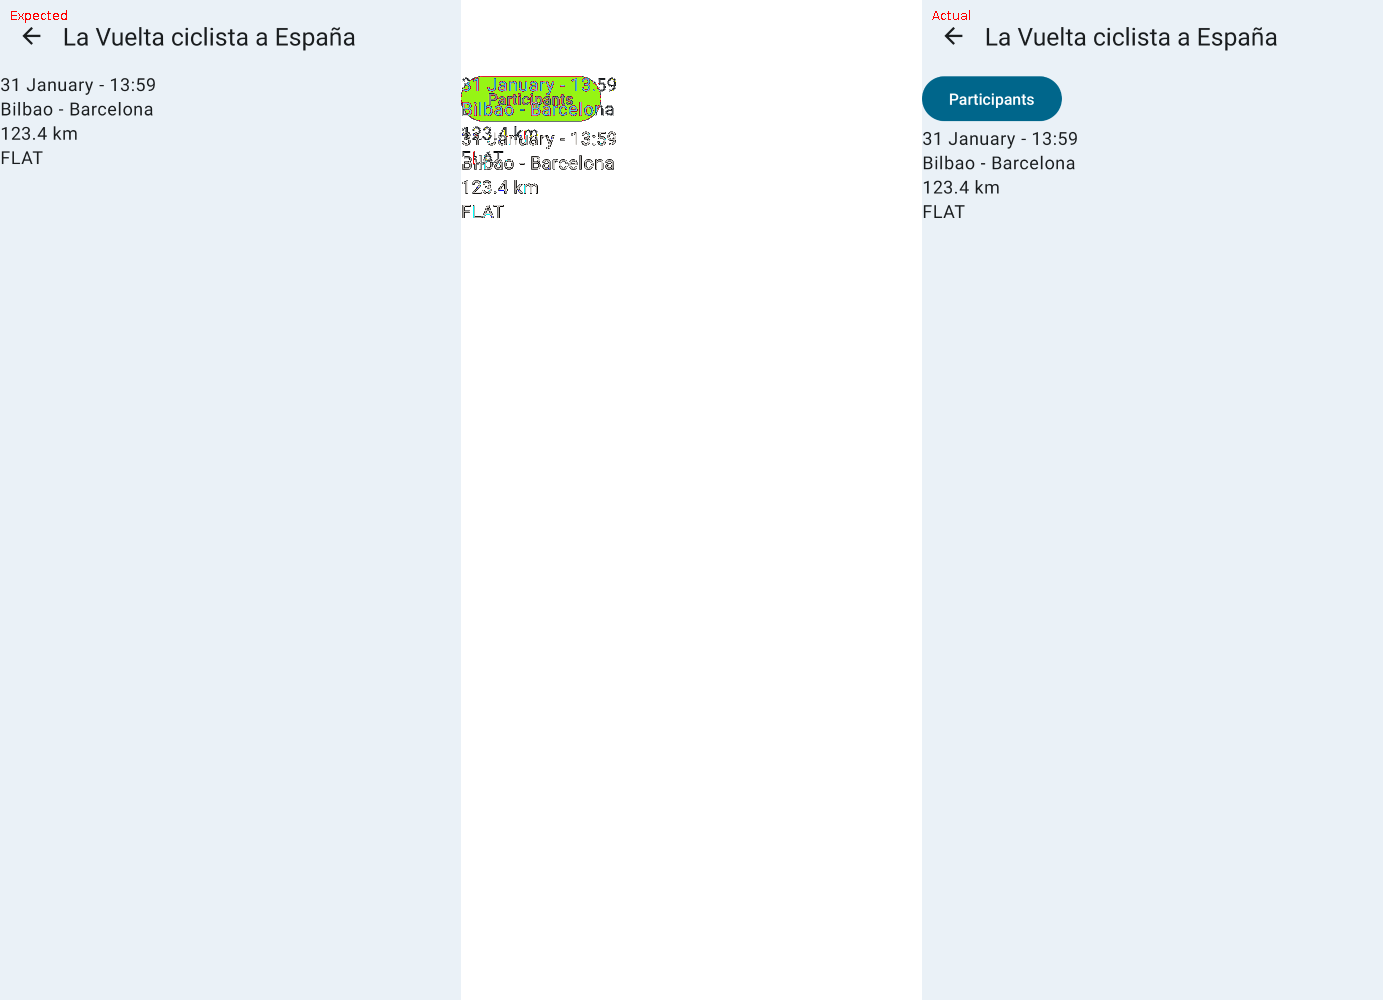 Expected
La Vuelta ciclista a España
31 January - 13:59
Bilbao - Barcelona
123.4 km
FLAT
31 January - 13:59
Participants
Bilbao - Barcelona
123.4 km
31 January - 13:59
FLAT
Bilbao - Barcelona
123.4 km
FLAT
Actual
La Vuelta ciclista a España
Participants
31 January - 13:59
Bilbao - Barcelona
123.4 km
FLAT